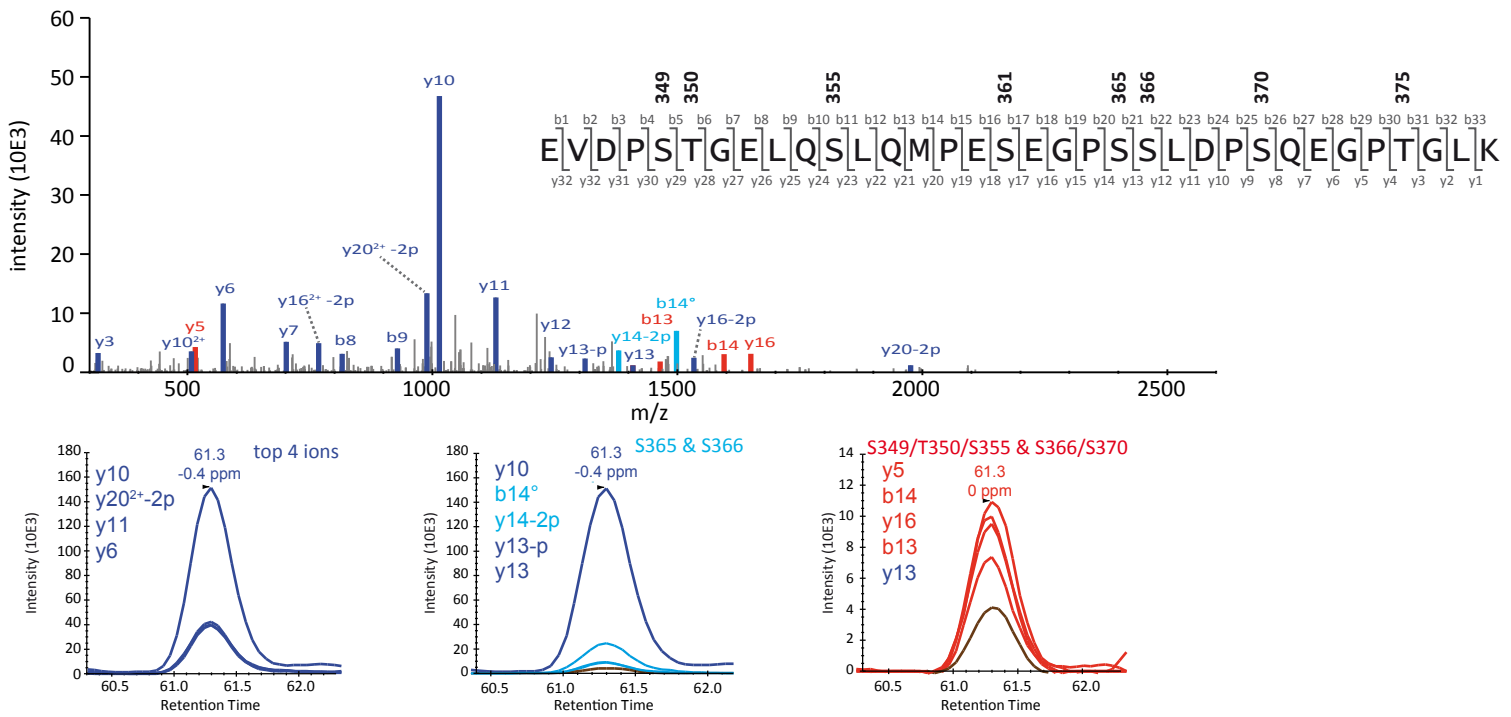 60
50
40
30
20
10
0
intensity (10E3)
500
1000
1500
2000
2500
m/z
y3
y10²⁺
y5
y6
y7
y16²⁺ -2p
b8
b9
y20²⁺ -2p
y10
y11
y12
y13-p
y14-2p
y13
b13
b14°
y16-2p
b14
y16
y20-2p
349 350 355 361 365 366 370 375
b1 b2 b3 b4 b5 b6 b7 b8 b9 b10 b11 b12 b13 b14 b15 b16 b17 b18 b19 b20 b21 b22 b23 b24 b25 b26 b27 b28 b29 b30 b31 b32 b33
EVDPSTGELQSLQMPESEGPSSLDPSQEGPTGLK
y32 y32 y31 y30 y29 y28 y27 y26 y25 y24 y23 y22 y21 y20 y19 y18 y17 y16 y15 y14 y13 y12 y11 y10 y9 y8 y7 y6 y5 y4 y3 y2 y1
top 4 ions
61.3
-0.4 ppm
y10
y20²⁺-2p
y11
y6
180
160
140
120
100
80
60
40
20
0
Intensity (10E3)
60.5 61.0 61.5 62.0
Retention Time
S365 & S366
61.3
-0.4 ppm
y10
b14°
y14-2p
y13-p
y13
180
160
140
120
100
80
60
40
20
0
Intensity (10E3)
60.5 61.0 61.5 62.0
Retention Time
S349/T350/S355 & S366/S370
61.3
0 ppm
y5
b14
y16
b13
y13
14
12
10
8
6
4
2
0
Intensity (10E3)
60.5 61.0 61.5 62.0
Retention Time